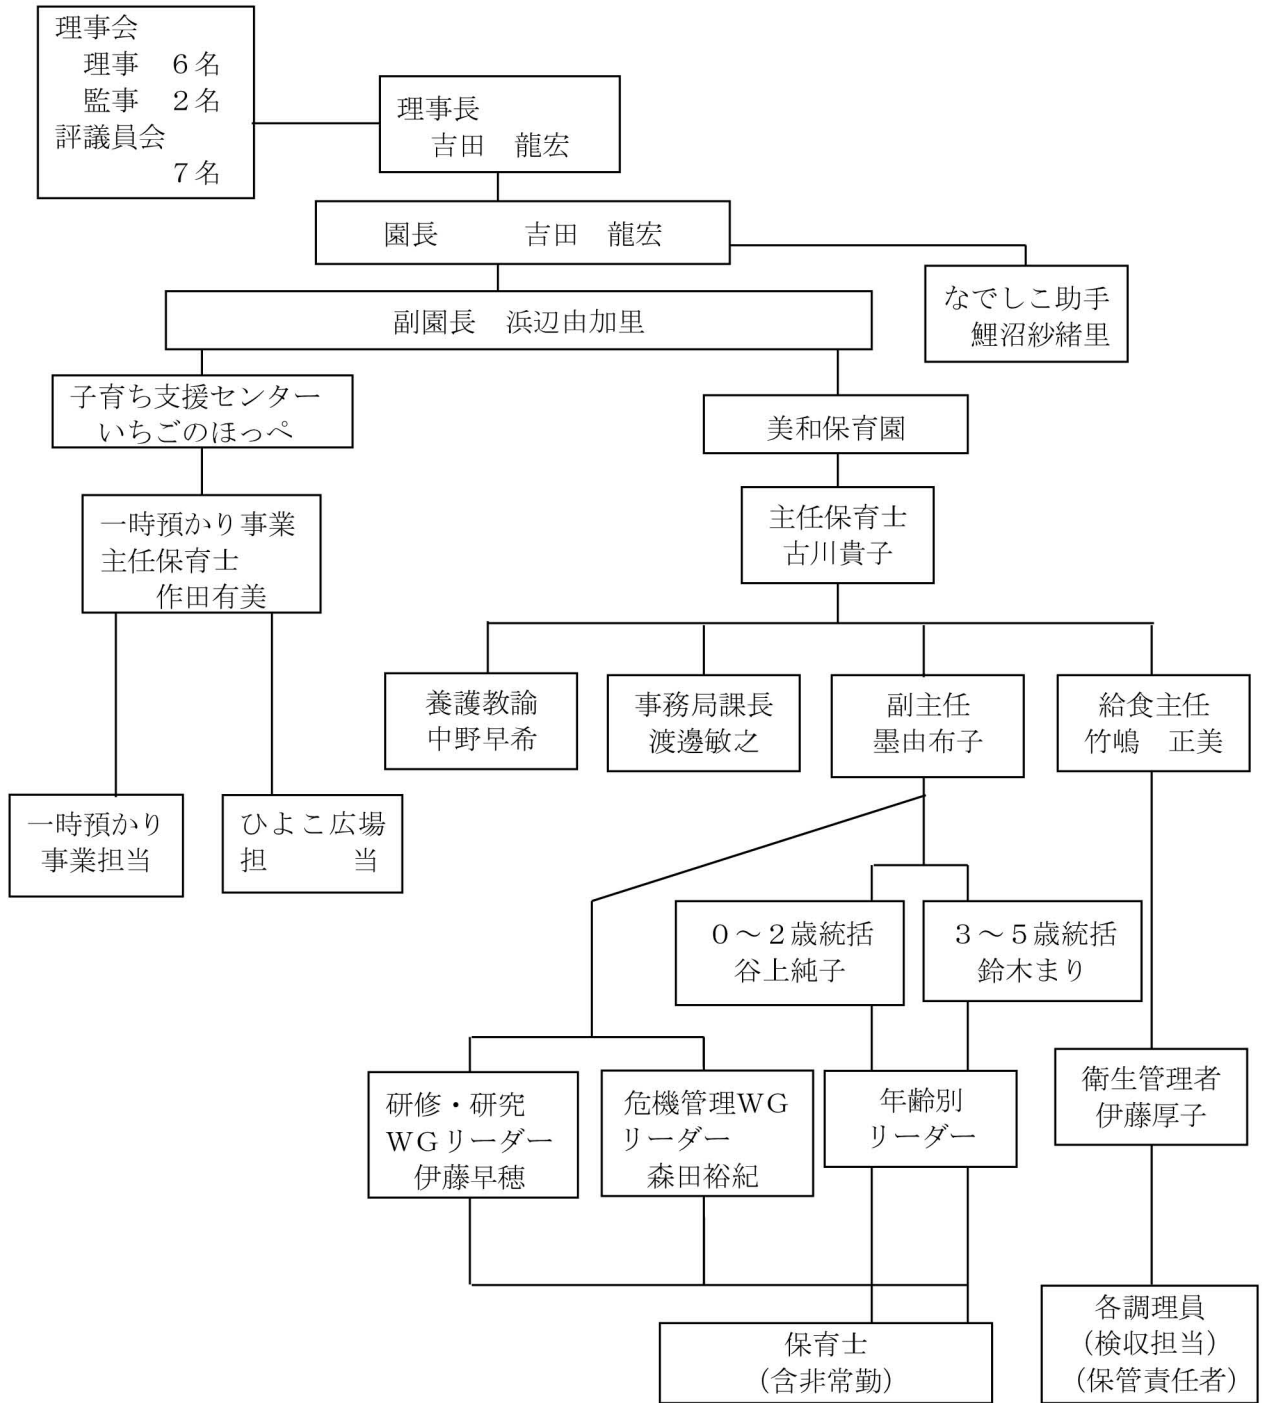 理事会
理事　６名
監事　２名
評議員会
７名
理事長
吉田　龍宏
園長　　　吉田　龍宏
なでしこ助手
鯉沼紗緒里
副園長　浜辺由加里
子育ち支援センター
いちごのほっぺ
美和保育園
一時預かり事業
主任保育士
作田有美
主任保育士
古川貴子
養護教諭
中野早希
事務局課長
渡邊敏之
副主任
墨由布子
給食主任
竹嶋　正美
一時預かり
事業担当
ひよこ広場
担　　　当
０～２歳統括
谷上純子
３～５歳統括
鈴木まり
研修・研究
ＷＧリーダー
伊藤早穂
危機管理ＷＧ
リーダー
森田裕紀
年齢別
リーダー
衛生管理者
伊藤厚子
保育士
（含非常勤）
各調理員
（検収担当）
（保管責任者）